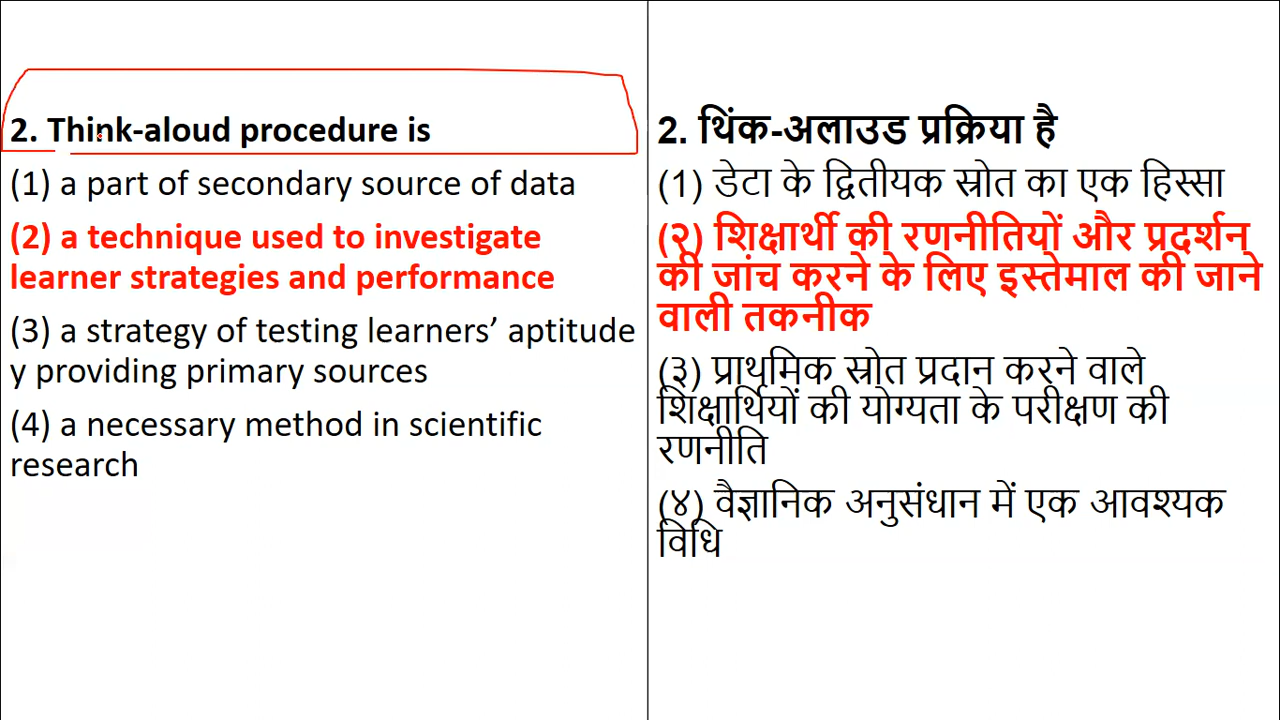 2. Think-aloud procedure is
(1) a part of secondary source of data
(2) a technique used to investigate
learner strategies and performance
(3) a strategy of testing learners’ aptitude
y providing primary sources
(4) a necessary method in scientific
research
2. थिंक-अलाउड प्रक्रिया है
(1) डेटा के द्वितीयक स्रोत का एक हिस्सा
(२) शिक्षार्थी की रणनीतियों और प्रदर्शन
की जांच करने के लिए इस्तेमाल की जाने
वाली तकनीक
(३) प्राथमिक स्रोत प्रदान करने वाले
शिक्षार्थियों की योग्यता के परीक्षण की
रणनीति
(४) वैज्ञानिक अनुसंधान में एक आवश्यक
विधि